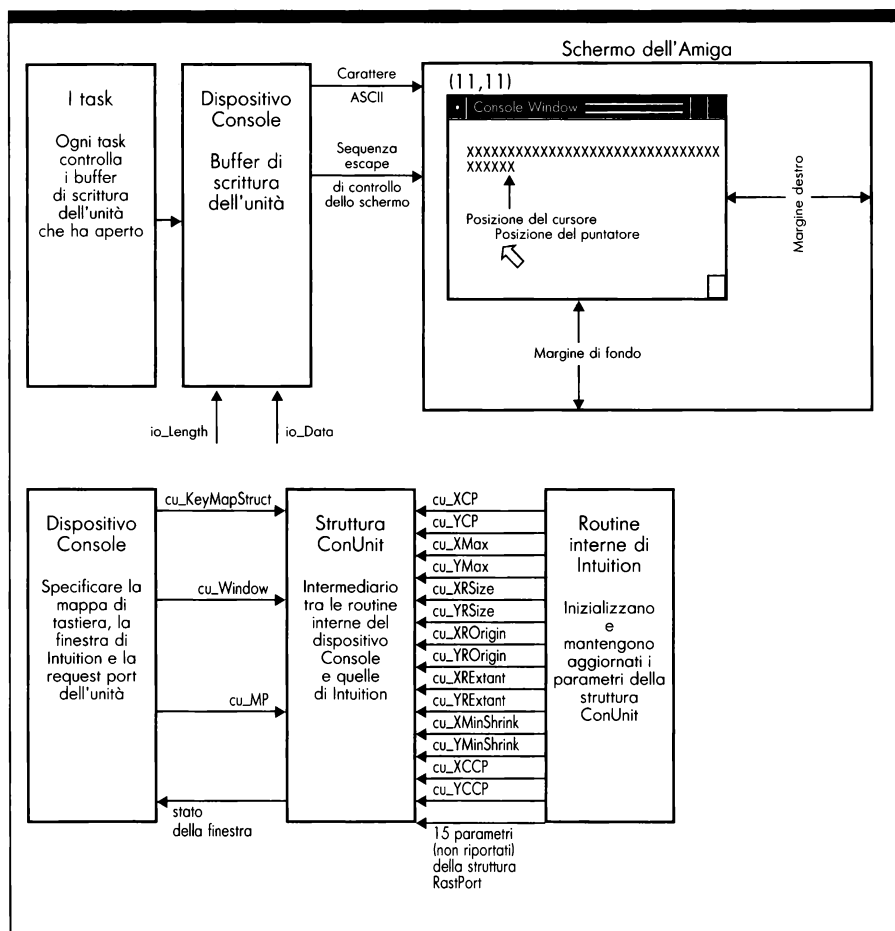 Schermo dell'Amiga
I task
Ogni task
controlla
i buffer
di scrittura
dell'unità
che ha aperto
Dispositivo
Console
Buffer di
scrittura
dell'unità
Carattere
ASCII
Sequenza
escape
di controllo
dello schermo
(11,11)
Console Window
XXXXXXXXXXXXXXXXXXXXXXXXXXXXXXX
XXXXXX
Posizione del cursore
Posizione del puntatore
Margine destro
Margine di fondo
io_Length
io_Data
Dispositivo
Console
Specificare la
mappa di
tastiera, la
finestra di
Intuition e la
request port
dell'unità
cu_KeyMapStruct
cu_Window
cu_MP
stato
della finestra
Struttura
ConUnit
Intermediario
tra le routine
interne del
dispositivo
Console
e quelle
di Intuition
cu_XCP
cu_YCP
cu_XMax
cu_YMax
cu_XRSize
cu_YRSize
cu_XROrigin
cu_YROrigin
cu_XRExtant
cu_YRExtant
cu_XMinShrink
cu_YMinShrink
cu_XCCP
cu_YCCP
15 parametri
(non riportati)
della struttura
RastPort
Routine
interne di
Intuition
Inizializzano
e
mantengono
aggiornati i
parametri della
struttura
ConUnit